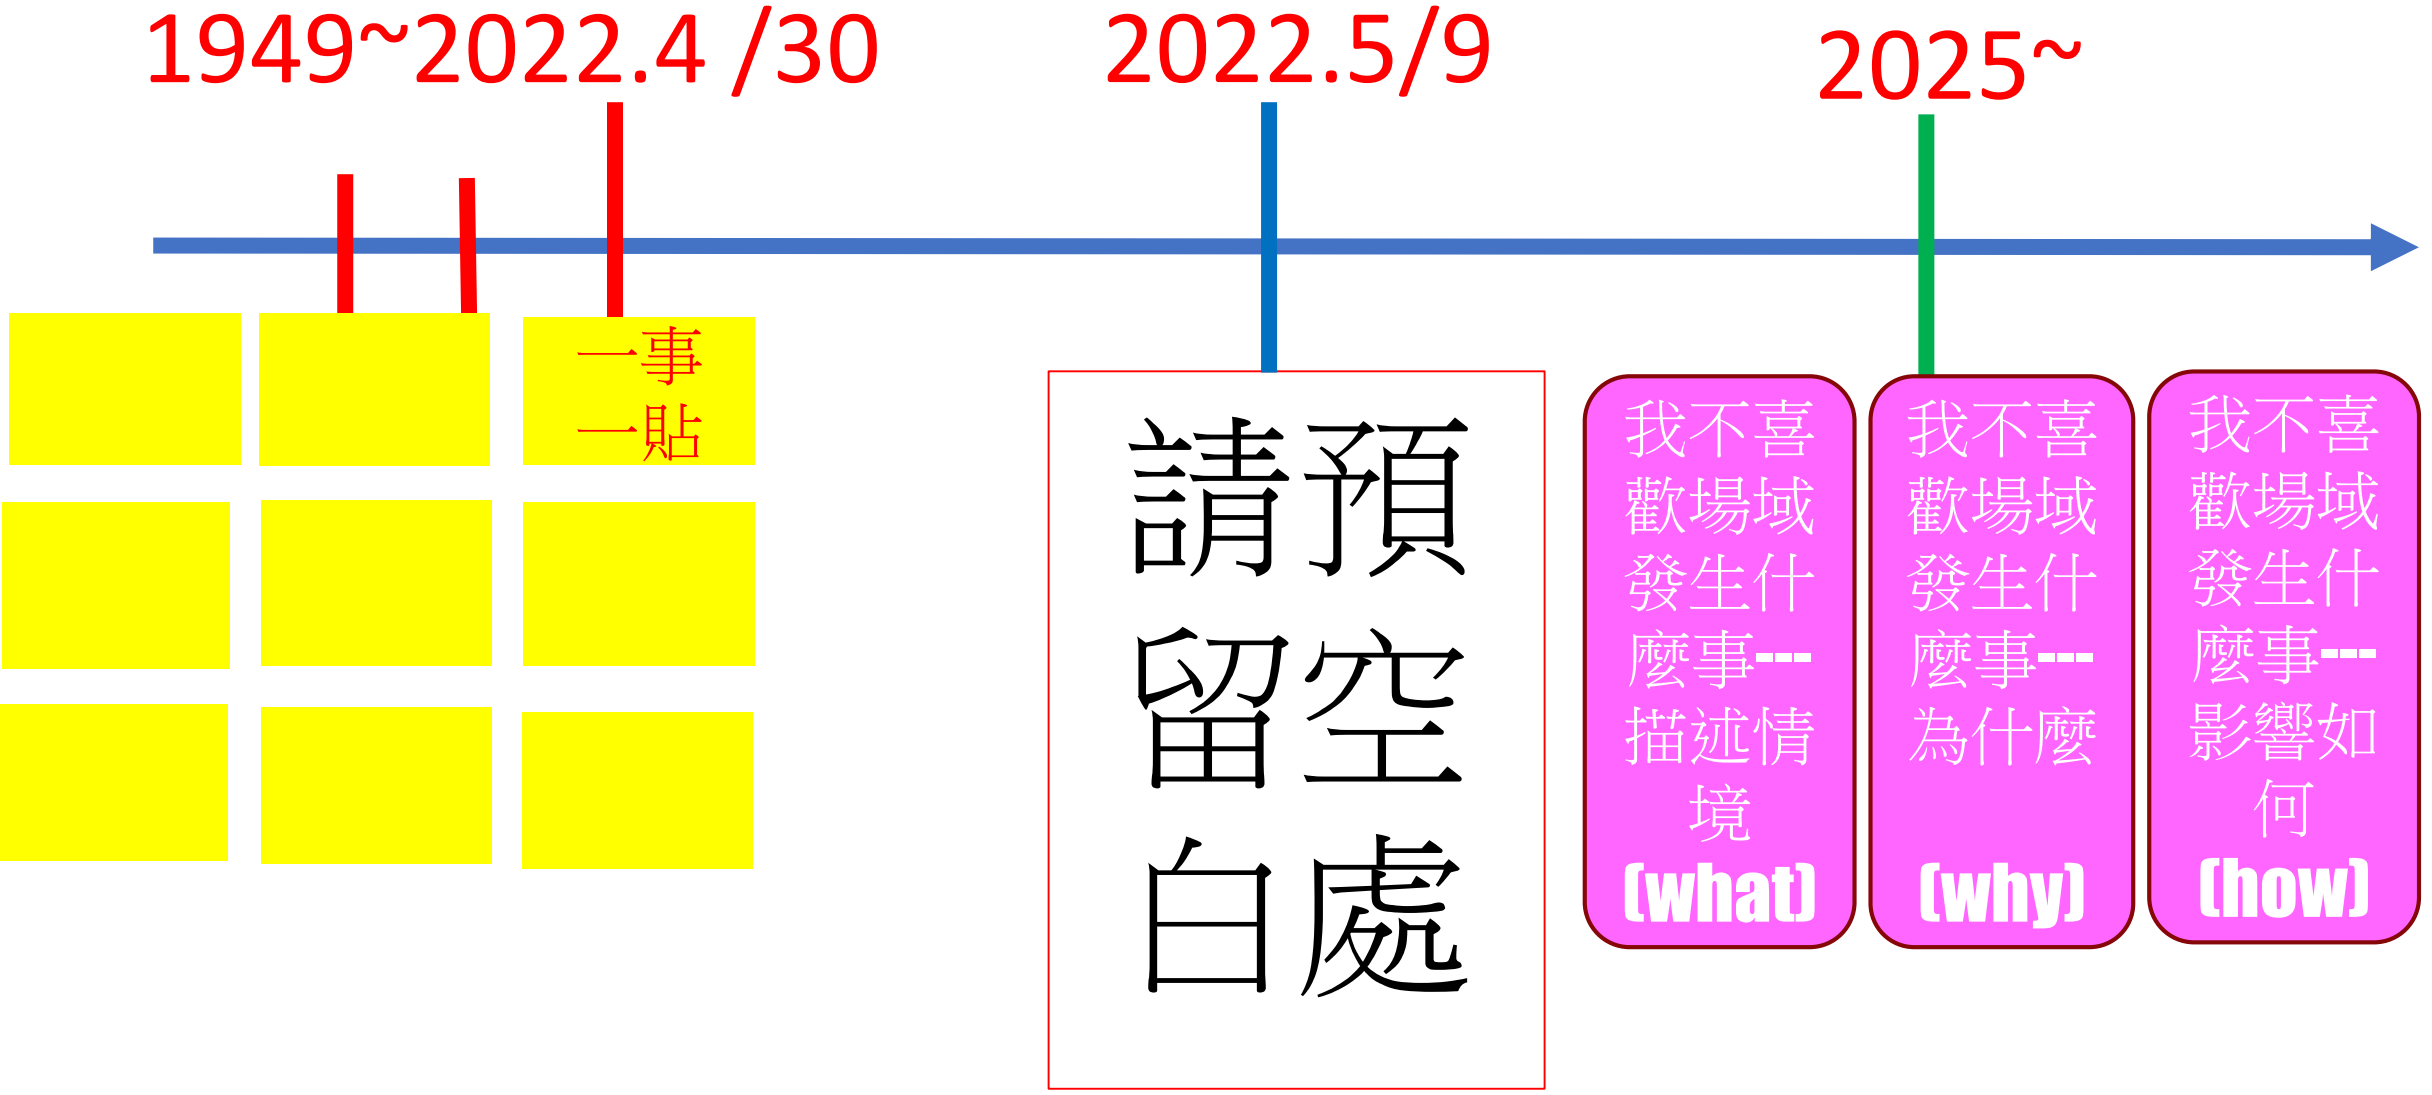 1949~2022.4 /30
2022.5/9
2025~
一事
一貼
請預
留空
白處
我不喜
歡場域
發生什
麼事---
描述情
境
(what)
我不喜
歡場域
發生什
麼事---
為什麼
(why)
我不喜
歡場域
發生什
麼事---
影響如
何
(how)